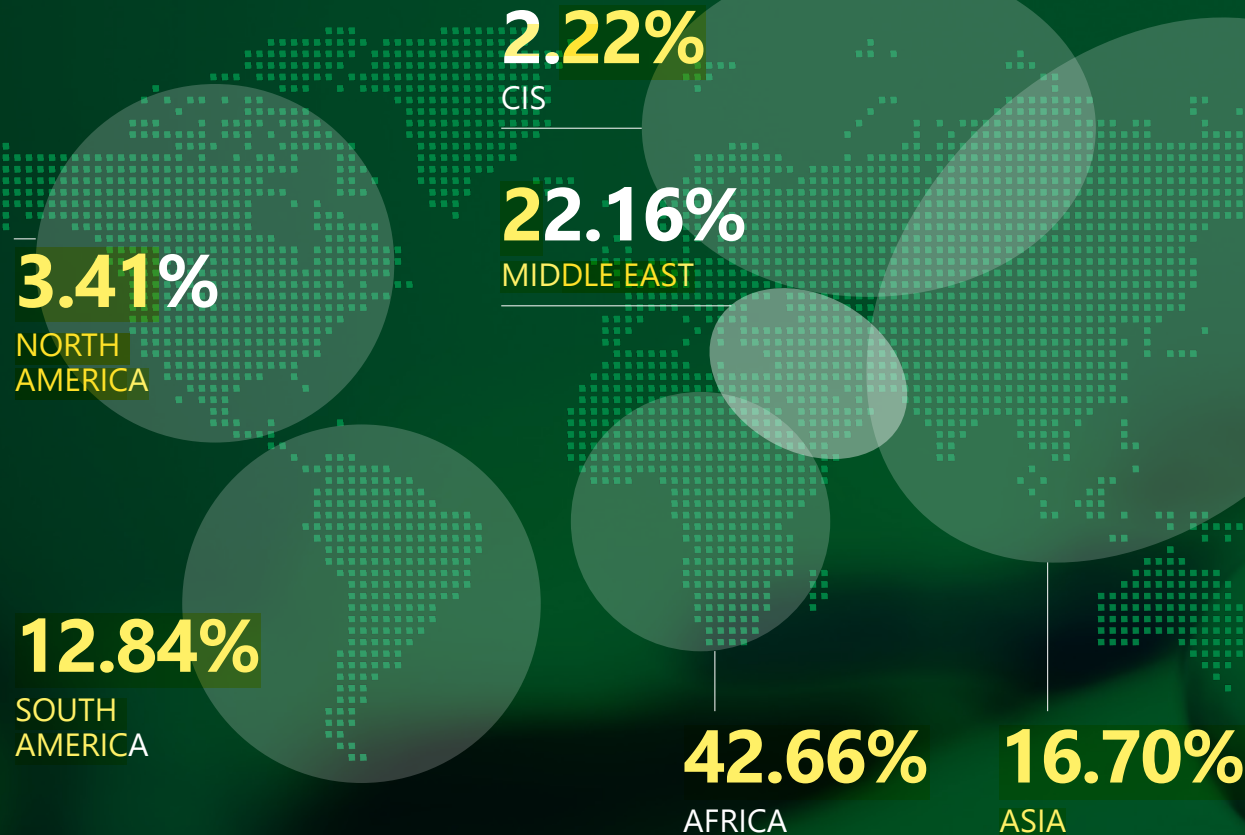 2.22%
CIS
22.16%
MIDDLE EAST
3.41%
NORTH
AMERICA
12.84%
SOUTH
AMERICA
42.66%
AFRICA
16.70%
ASIA